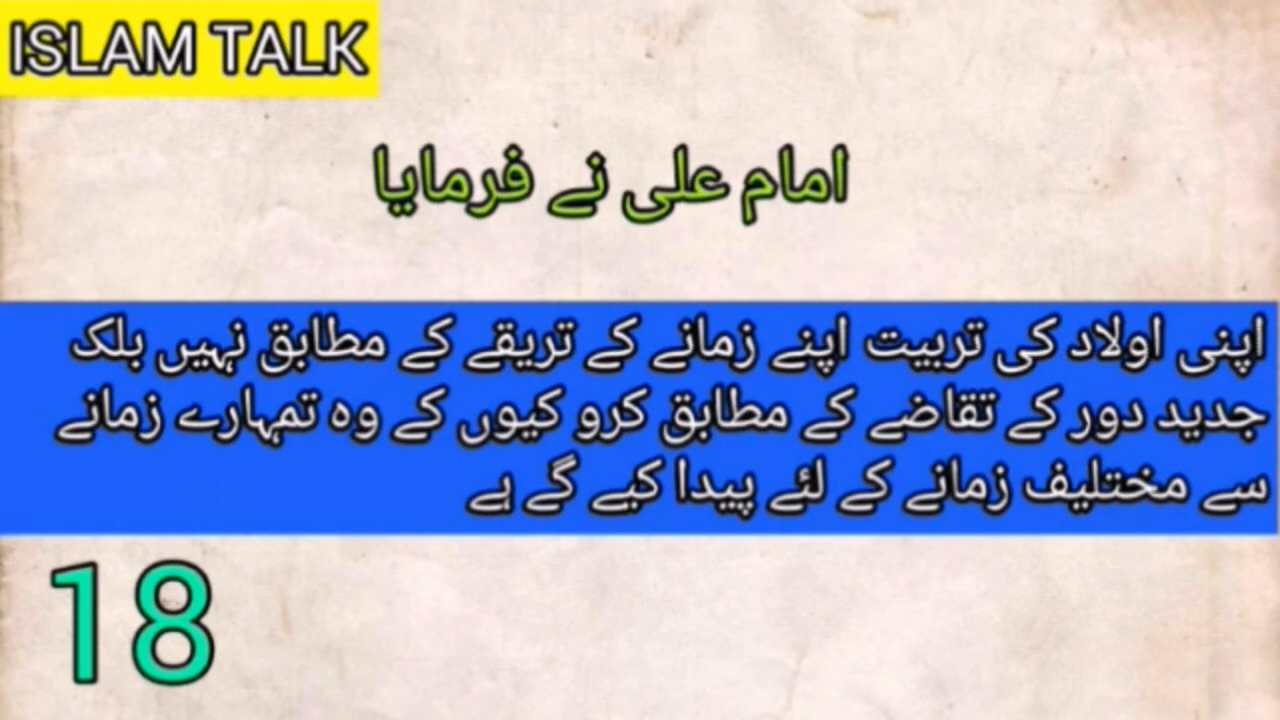 ISLAM TALK
امام علی نے فرمایا
اپنی اولاد کی تربیت اپنے زمانے کے تریقے کے مطابق نہیں بلک
جدید دور کے تقاضے کے مطابق کرو کیوں کے وہ تمہارے زمانے
سے مختلیف زمانے کے لئے پیدا کیے گے ہے
18